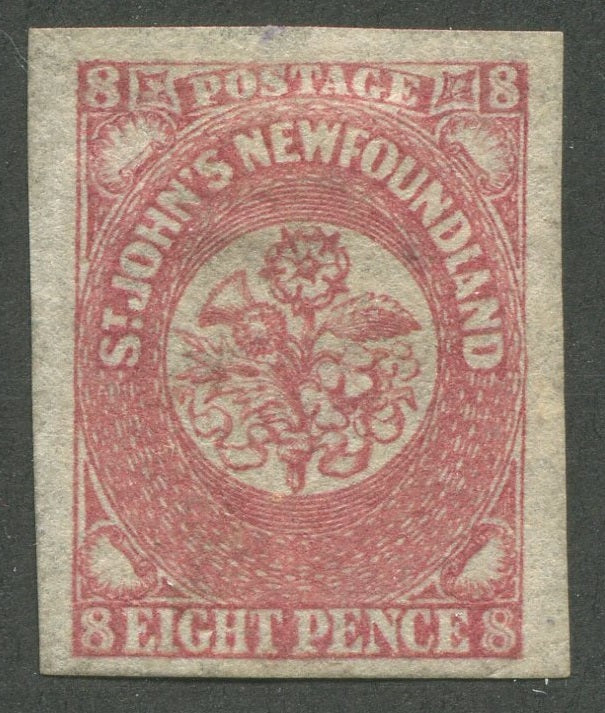 8 POSTAGE 8
ST. JOHN'S NEWFOUNDLAND
8 EIGHT PENCE 8